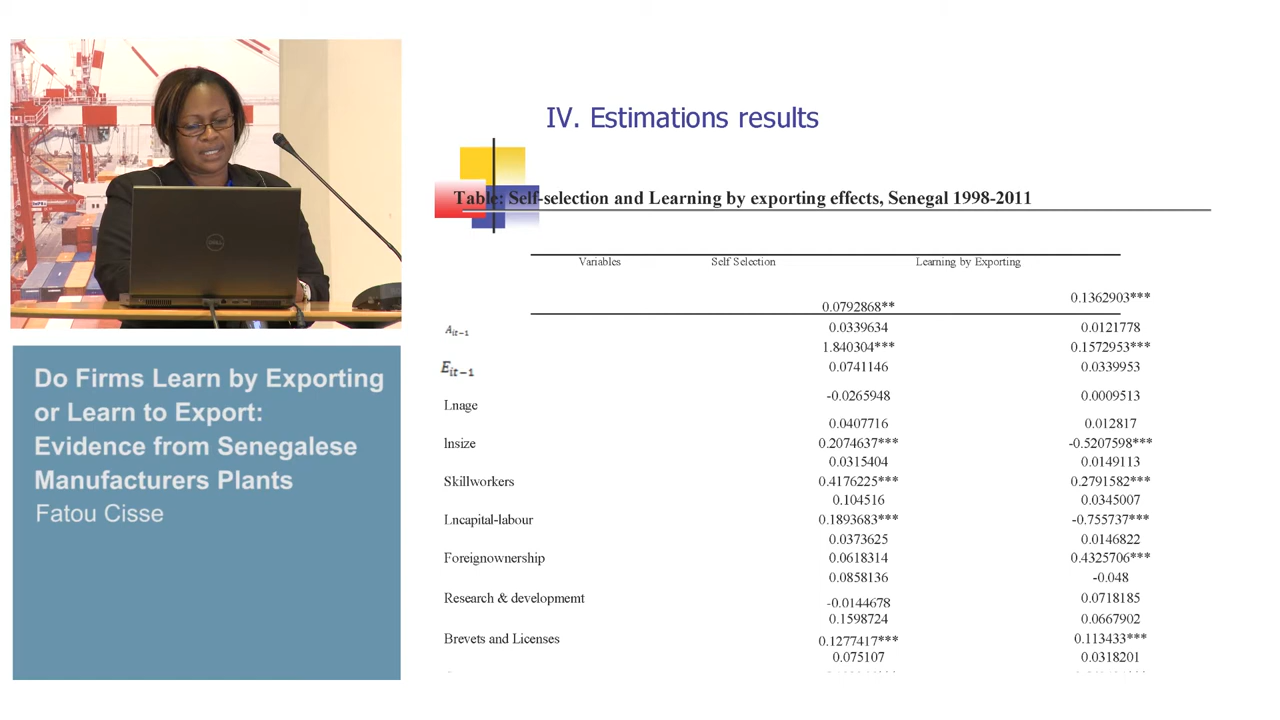 IV. Estimations results
Table: Self-selection and Learning by exporting effects, Senegal 1998-2011
Variables Self Selection Learning by Exporting
0.0792868** 0.1362903***
A it-1 0.0339634 0.0121778
1.840304*** 0.1572953***
E it-1 0.0741146 0.0339953
Lnage -0.0265948 0.0009513
0.0407716 0.012817
lnsize 0.2074637*** -0.5207598***
0.0315404 0.0149113
Skillworkers 0.4176225*** 0.2791582***
0.104516 0.0345007
Lncapital-labour 0.1893683*** -0.755737***
0.0373625 0.0146822
Foreignownership 0.0618314 0.4325706***
0.0858136 -0.048
Research & developmemt -0.0144678 0.0718185
0.1598724 0.0667902
Brevets and Licenses 0.1277417*** 0.113433***
0.075107 0.0318201
DELL
Do Firms Learn by Exporting
or Learn to Export:
Evidence from Senegalese
Manufacturers Plants
Fatou Cisse